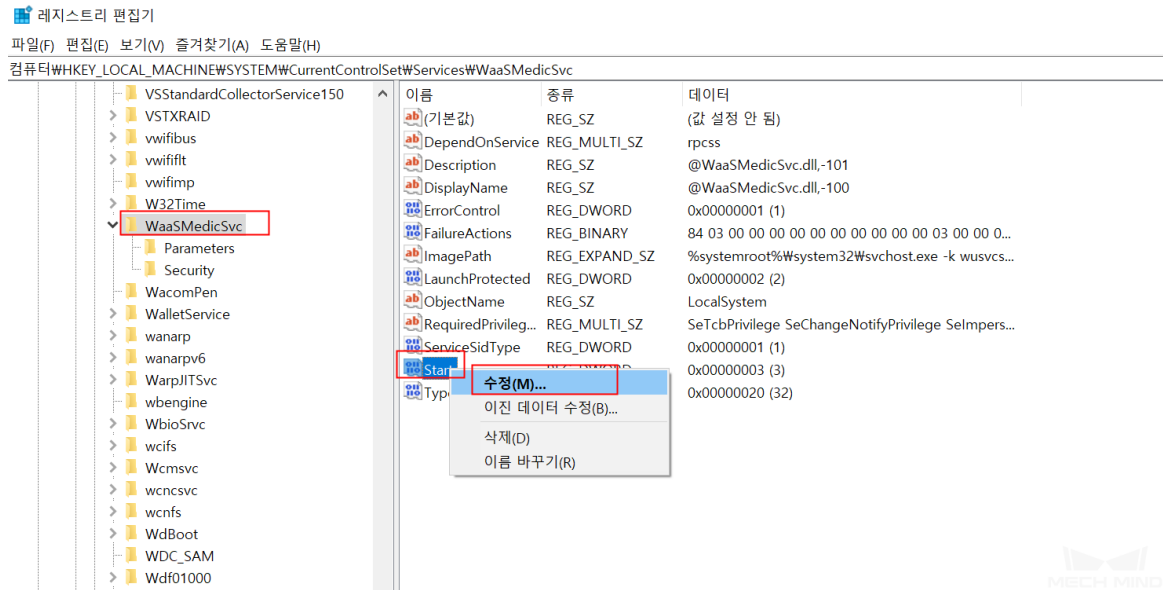 레지스트리 편집기
파일(F) 편집(E) 보기(V) 즐겨찾기(A) 도움말(H)
컴퓨터₩HKEY_LOCAL_MACHINE₩SYSTEM₩CurrentControlSet₩Services₩WaaSMedicSvc
VSStandardCollectorService150
VSTXRAID
vwifibus
vwififlt
vwifimp
W32Time
WaaSMedicSvc
Parameters
Security
WacomPen
WalletService
wanarp
wanarpv6
WarpJITSvc
wbengine
WbioSrvc
wcifs
Wcmsvc
wcncsvc
wcnfs
WdBoot
WDC_SAM
Wdf01000
이름 종류 데이터
(기본값) REG_SZ (값 설정 안 됨)
DependOnService REG_MULTI_SZ rpcss
Description REG_SZ @WaaSMedicSvc.dll,-101
DisplayName REG_SZ @WaaSMedicSvc.dll,-100
ErrorControl REG_DWORD 0x00000001 (1)
FailureActions REG_BINARY 84 03 00 00 00 00 00 00 00 00 00 00 03 00 00 0...
ImagePath REG_EXPAND_SZ %systemroot%₩system32₩svchost.exe -k wusvcs...
LaunchProtected REG_DWORD 0x00000002 (2)
ObjectName REG_SZ LocalSystem
RequiredPrivileg... REG_MULTI_SZ SeTcbPrivilege SeChangeNotifyPrivilege SeImpers...
ServiceSidType REG_DWORD 0x00000001 (1)
Start REG_DWORD 0x00000003 (3)
Type 0x00000020 (32)
수정(M)...
이진 데이터 수정(B)...
삭제(D)
이름 바꾸기(R)
MECH MIND